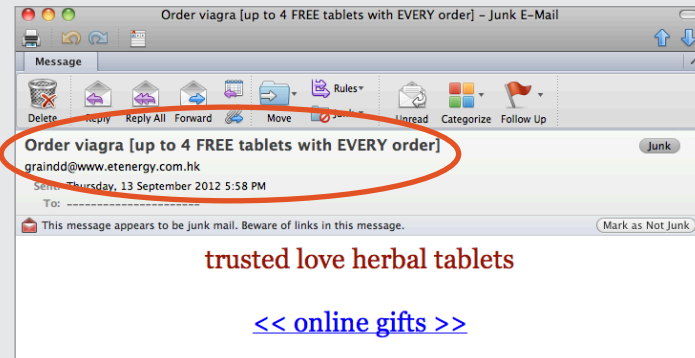 Order viagra [up to 4 FREE tablets with EVERY order] – Junk E-Mail
Message
Rules
Delete Reply Reply All Forward Move Junk Unread Categorize Follow Up
Order viagra [up to 4 FREE tablets with EVERY order] Junk
graindd@www.etenergy.com.hk
Sent: Thursday, 13 September 2012 5:58 PM
To: ----------------------
This message appears to be junk mail. Beware of links in this message. Mark as Not Junk
trusted love herbal tablets
<< online gifts >>